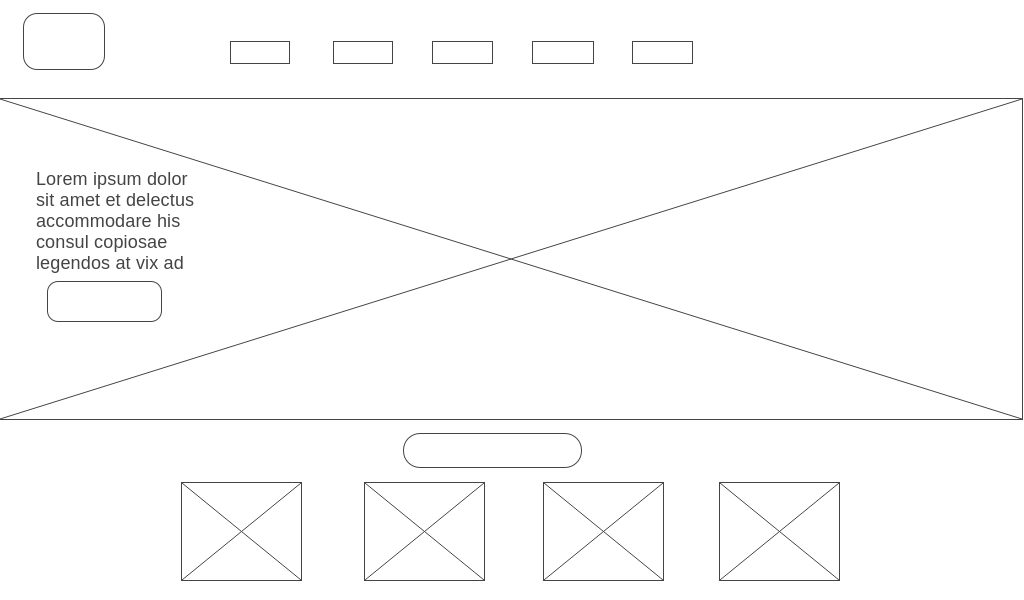 Lorem ipsum dolor
sit amet et delectus
accommodare his
consul copiosae
legendos at vix ad